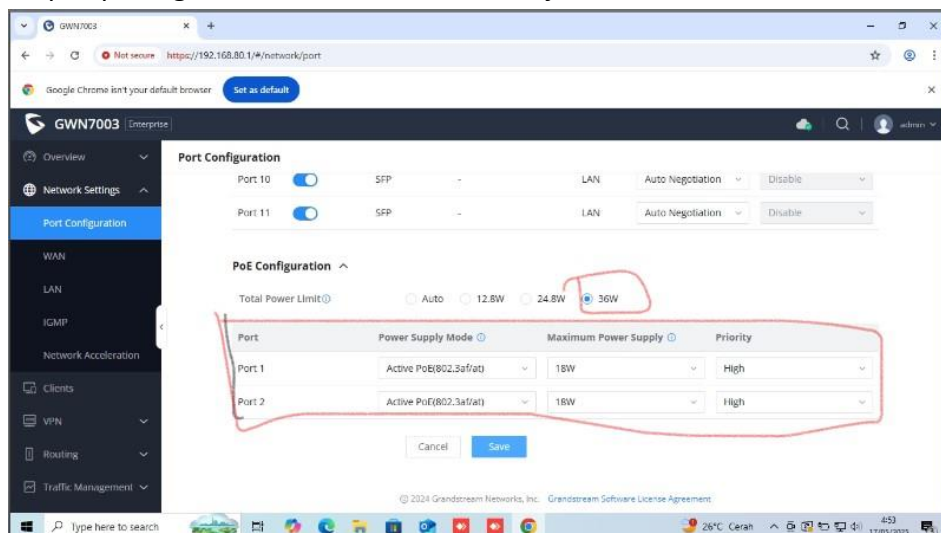 GWN7003
Not secure https://192.168.80.1/#/network/port
Google Chrome isn't your default browser Set as default
GWN7003 Enterprise admin
Overview
Network Settings
Port Configuration
WAN
LAN
IGMP
Network Acceleration
Clients
VPN
Routing
Traffic Management
Port Configuration
Port 10 SFP - LAN Auto Negotiation Disable
Port 11 SFP - LAN Auto Negotiation Disable
PoE Configuration
Total Power Limit Auto 12.8W 24.8W 36W
Port Power Supply Mode Maximum Power Supply Priority
Port 1 Active PoE(802.3af/at) 18W High
Port 2 Active PoE(802.3af/at) 18W High
Cancel Save
© 2024 Grandstream Networks, Inc. Grandstream Software License Agreement
Type here to search 26°C Cerah 4:53
17/05/2025